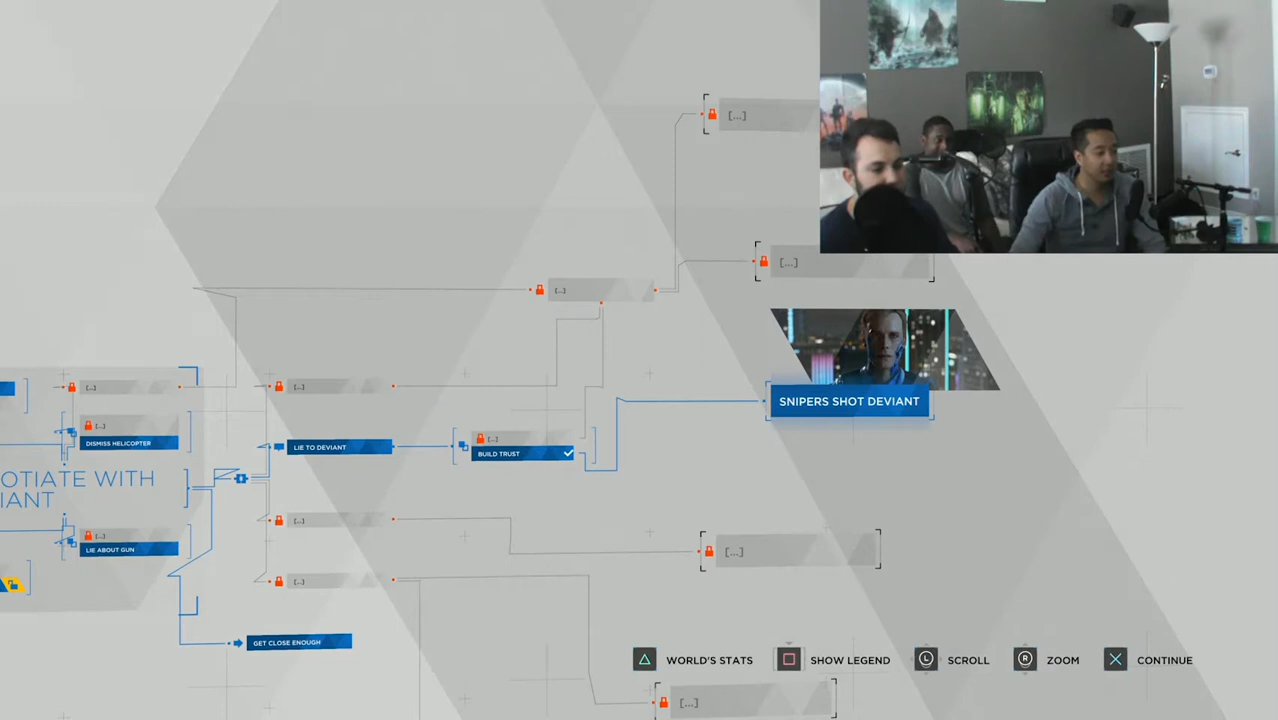 [...]
[...]
[...]
[...]
[...]
[...]
DISMISS HELICOPTER
SNIPERS SHOT DEVIANT
LIE TO DEVIANT
[...]
BUILD TRUST
OTIATE WITH
IANT
[...]
LIE ABOUT GUN
[...]
[...]
[...]
GET CLOSE ENOUGH
WORLD'S STATS
SHOW LEGEND
L
SCROLL
R
ZOOM
CONTINUE
[...]